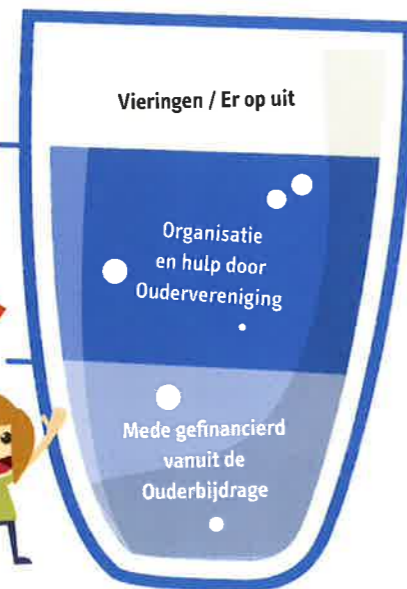 Vieringen / Er op uit
Organisatie
en hulp door
Oudervereniging
Mede gefinancierd
vanuit de
Ouderbijdrage